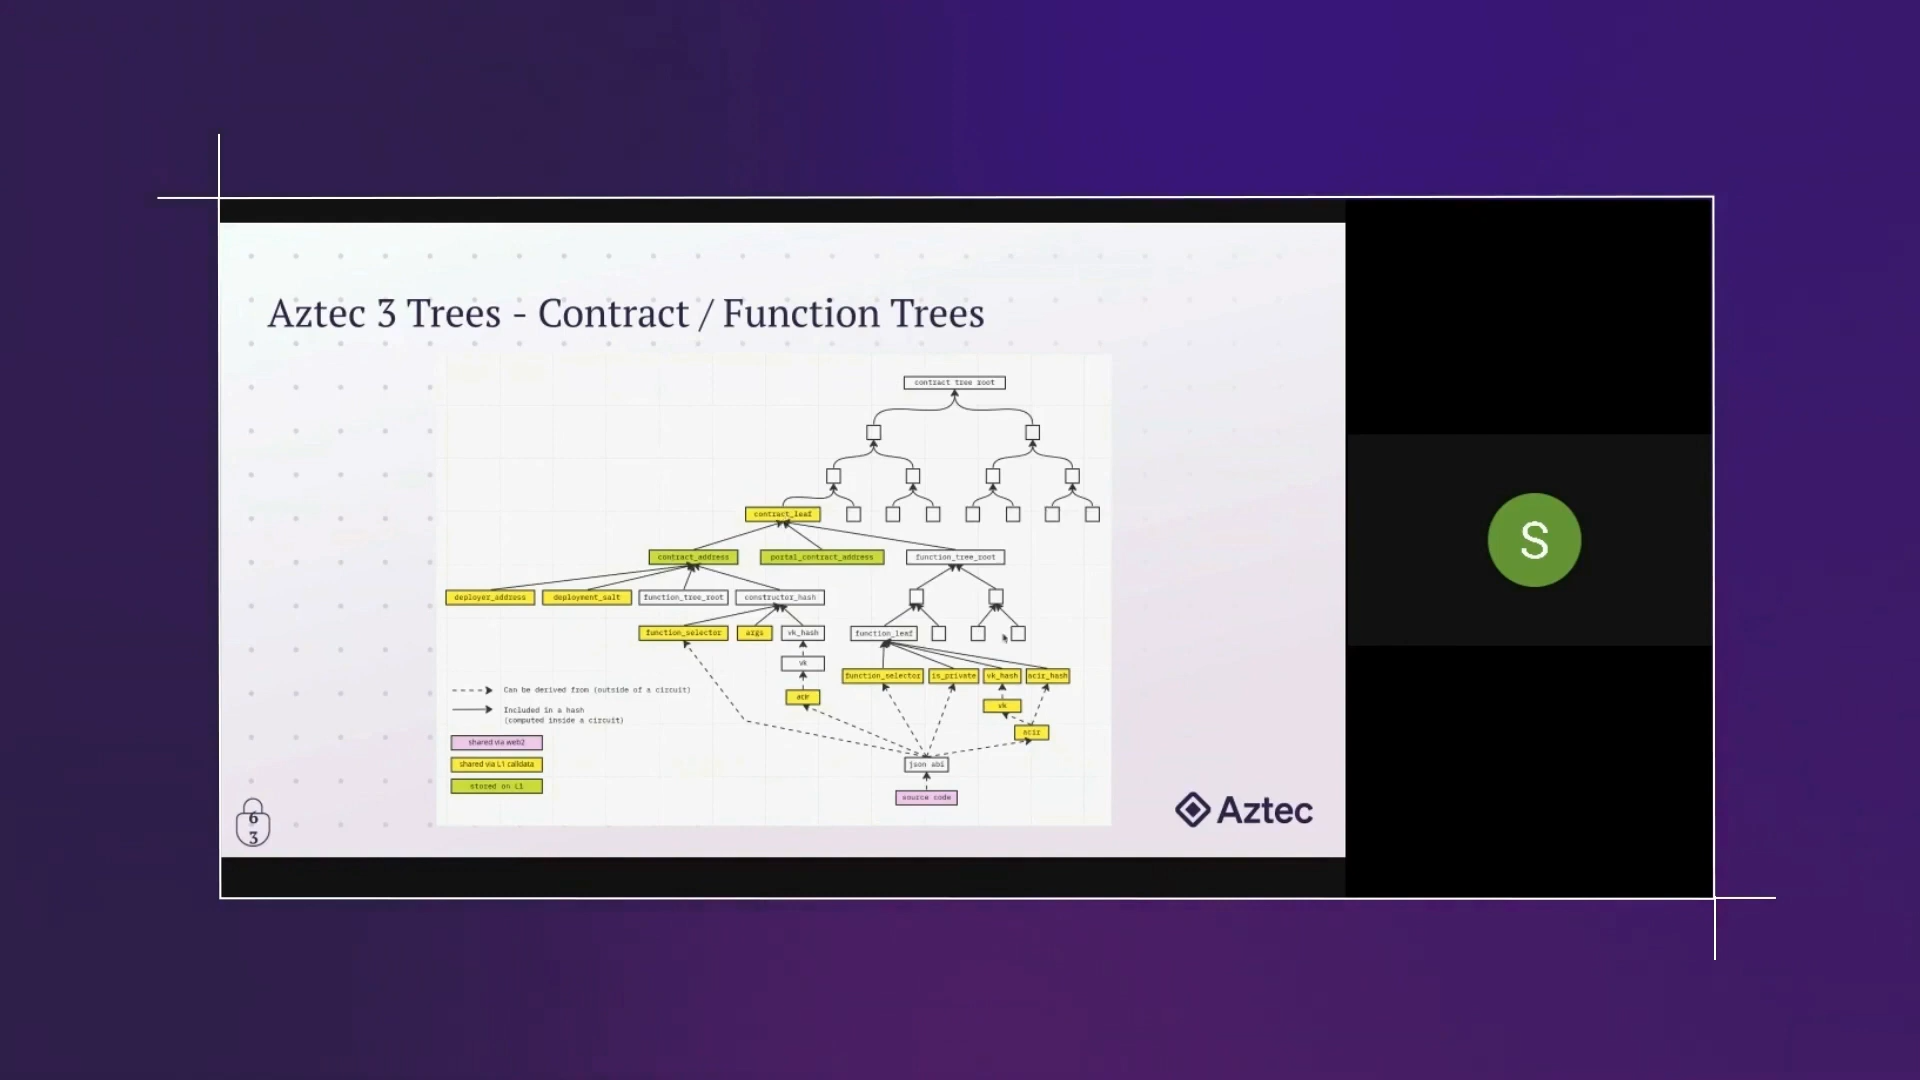 Aztec 3 Trees - Contract / Function Trees
contract tree root
contract_leaf
contract_address
portal_contract_address
function_tree_root
deployer_address
deployment_salt
function_tree_root
constructor_hash
function_selector
args
vk_hash
function_leaf
vk
function_selector
is_private
vk_hash
acir_hash
acir
vk
acir
json abi
source code
Can be derived from (outside of a circuit)
Included in a hash
(computed inside a circuit)
shared via web2
shared via L1 calldata
stored on L1
6
3
Aztec
S